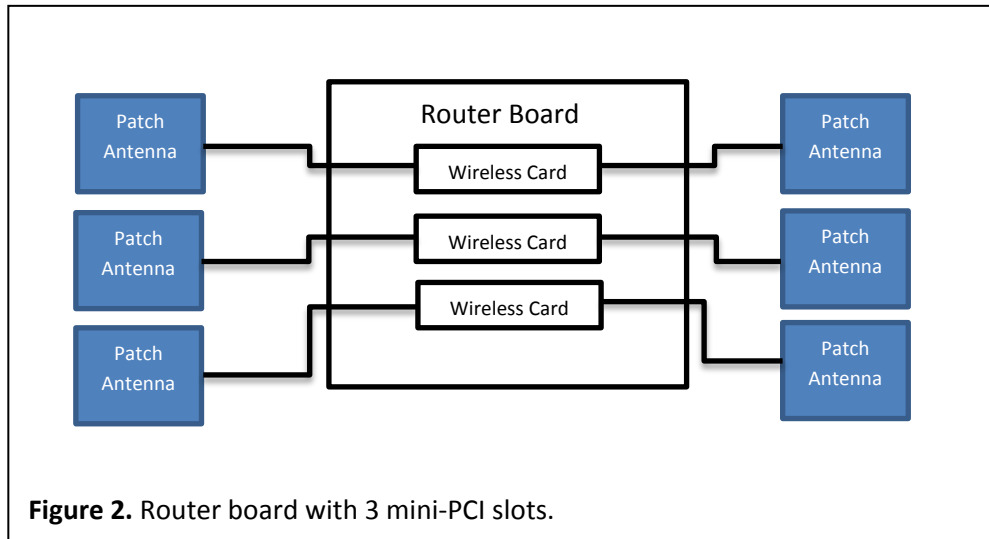 Router Board
Patch
Antenna
Patch
Antenna
Wireless Card
Patch
Antenna
Wireless Card
Patch
Antenna
Patch
Antenna
Wireless Card
Patch
Antenna
Figure 2. Router board with 3 mini-PCI slots.